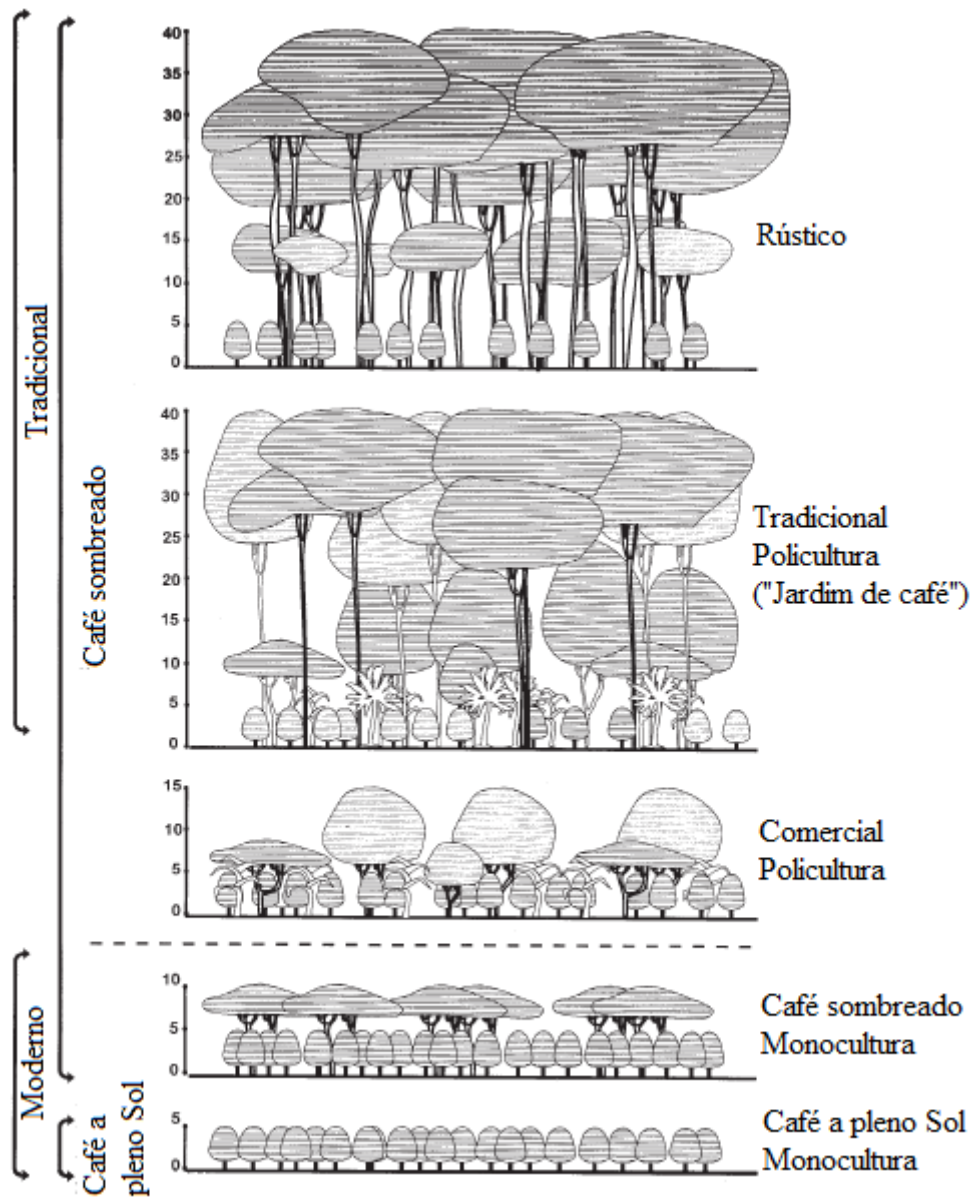 Tradicional
Café sombreado
40
35
30
25
20
15
10
5
0
Rústico
40
35
30
25
20
15
10
5
0
Tradicional
Policultura
("Jardim de café")
15
10
5
0
Comercial
Policultura
Moderno
10
5
0
Café sombreado
Monocultura
Café a
pleno Sol
5
0
Café a pleno Sol
Monocultura